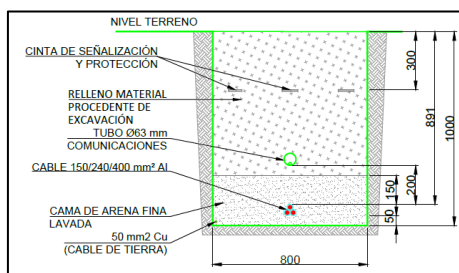 NIVEL TERRENO
CINTA DE SEÑALIZACIÓN
Y PROTECCIÓN
RELLENO MATERIAL
PROCEDENTE DE
EXCAVACIÓN
TUBO Ø63 mm
COMUNICACIONES
CABLE 150/240/400 mm² Al
CAMA DE ARENA FINA
LAVADA
50 mm2 Cu
(CABLE DE TIERRA)
300
891
1000
150
200
50
800